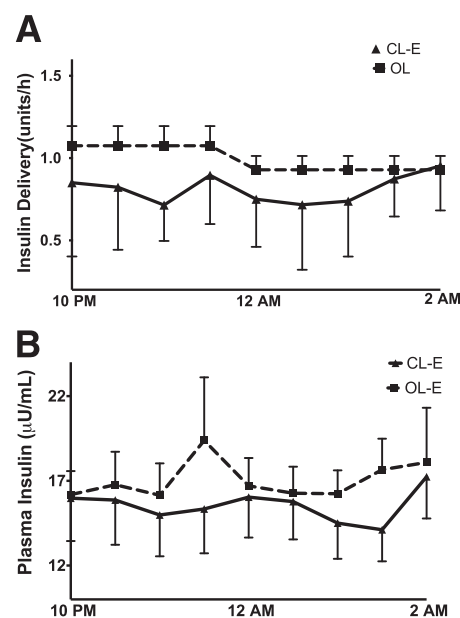 A
CL-E
OL
Insulin Delivery(units/h)
1.5
1.0
0.5
10 PM
12 AM
2 AM
B
CL-E
OL-E
Plasma Insulin (μU/mL)
22
17
12
10 PM
12 AM
2 AM